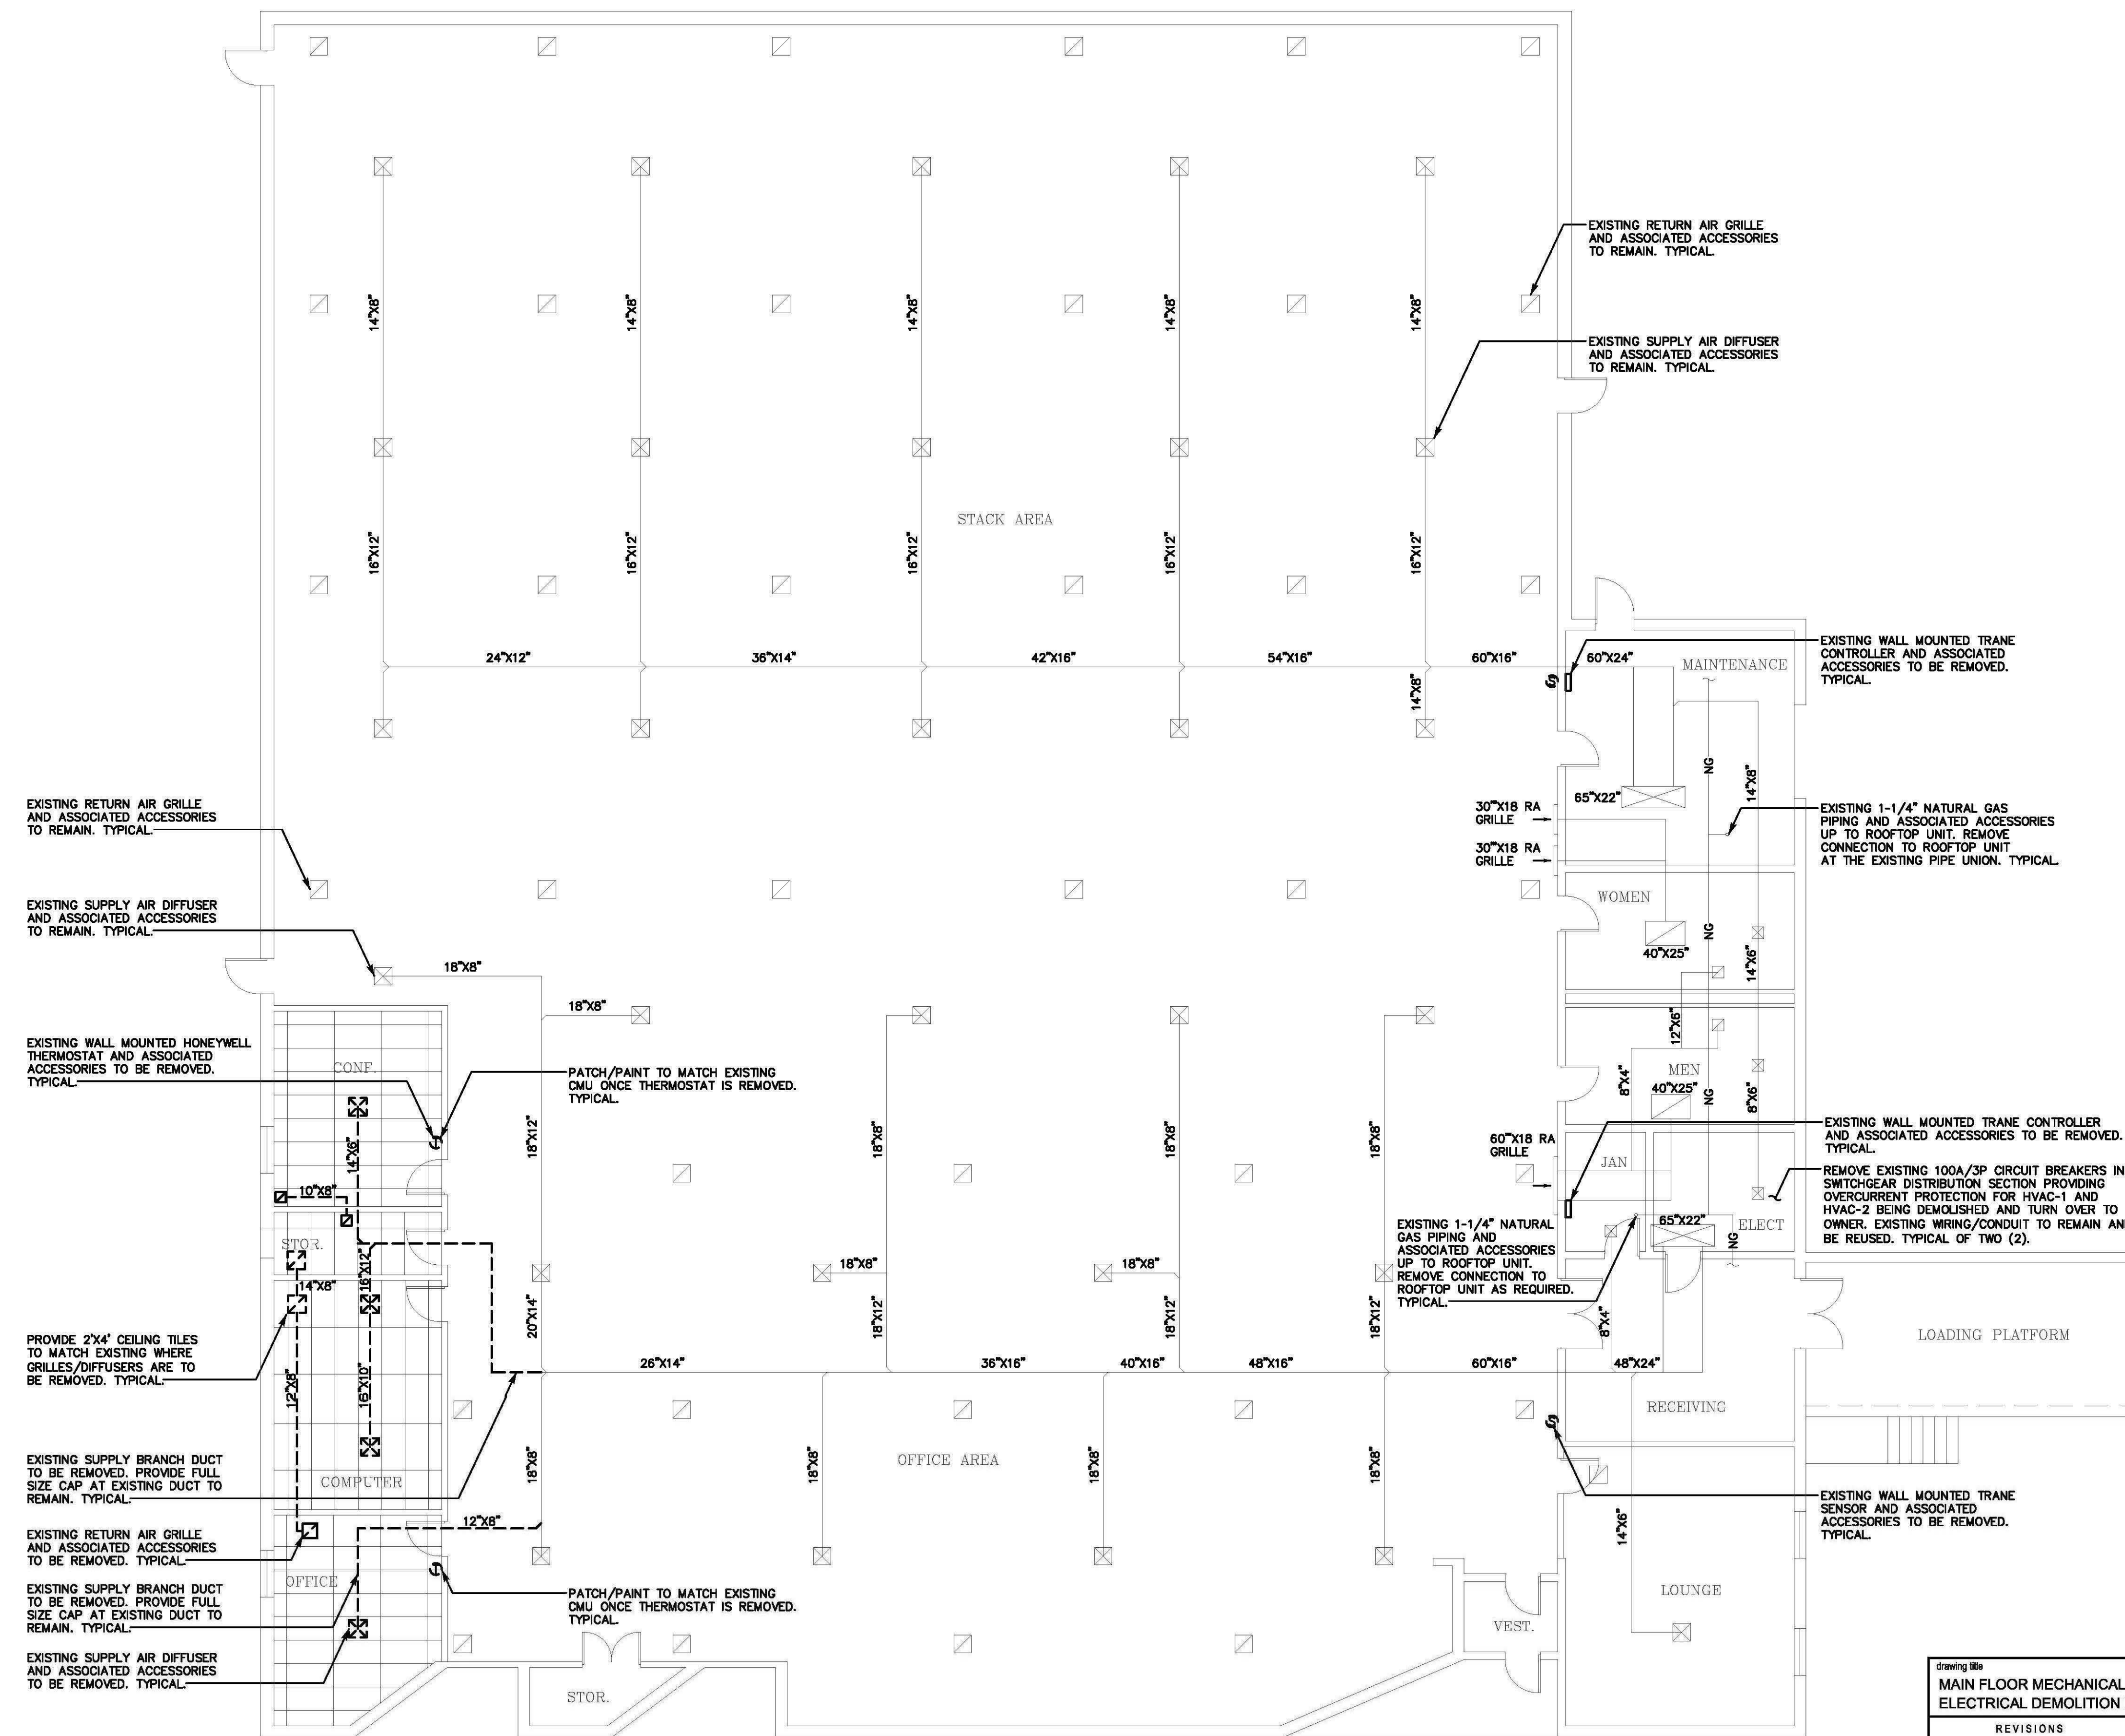 EXISTING RETURN AIR GRILLE
AND ASSOCIATED ACCESSORIES
TO REMAIN. TYPICAL.
EXISTING SUPPLY AIR DIFFUSER
AND ASSOCIATED ACCESSORIES
TO REMAIN. TYPICAL.
14"X8"
14"X8"
14"X8"
14"X8"
14"X8"
STACK AREA
16"X12"
16"X12"
16"X12"
16"X12"
16"X12"
24"X12"
36"X14"
42"X16"
54"X16"
60"X16"
60"X24"
14"X8"
S
MAINTENANCE
EXISTING WALL MOUNTED TRANE
CONTROLLER AND ASSOCIATED
ACCESSORIES TO BE REMOVED.
TYPICAL.
NG
14"X8"
65"X22"
30""X18 RA
GRILLE
30""X18 RA
GRILLE
EXISTING 1-1/4" NATURAL GAS
PIPING AND ASSOCIATED ACCESSORIES
UP TO ROOFTOP UNIT. REMOVE
CONNECTION TO ROOFTOP UNIT
AT THE EXISTING PIPE UNION. TYPICAL.
EXISTING RETURN AIR GRILLE
AND ASSOCIATED ACCESSORIES
TO REMAIN. TYPICAL.
EXISTING SUPPLY AIR DIFFUSER
AND ASSOCIATED ACCESSORIES
TO REMAIN. TYPICAL.
WOMEN
NG
40"X25"
14"X6"
18"X8"
18"X8"
12"X6"
EXISTING WALL MOUNTED HONEYWELL
THERMOSTAT AND ASSOCIATED
ACCESSORIES TO BE REMOVED.
TYPICAL.
CONF.
T
PATCH/PAINT TO MATCH EXISTING
CMU ONCE THERMOSTAT IS REMOVED.
TYPICAL.
MEN
8"X4"
40"X25"
NG
8"X6"
14"X6"
18"X12"
18"X8"
18"X8"
18"X8"
60""X18 RA
GRILLE
JAN
EXISTING WALL MOUNTED TRANE CONTROLLER
AND ASSOCIATED ACCESSORIES TO BE REMOVED.
TYPICAL.
REMOVE EXISTING 100A/3P CIRCUIT BREAKERS IN
SWITCHGEAR DISTRIBUTION SECTION PROVIDING
OVERCURRENT PROTECTION FOR HVAC-1 AND
HVAC-2 BEING DEMOLISHED AND TURN OVER TO
OWNER. EXISTING WIRING/CONDUIT TO REMAIN AN
BE REUSED. TYPICAL OF TWO (2).
10"X8"
STOR.
14"X8"
16"X12"
65"X22"
ELECT
NG
EXISTING 1-1/4" NATURAL
GAS PIPING AND
ASSOCIATED ACCESSORIES
UP TO ROOFTOP UNIT.
REMOVE CONNECTION TO
ROOFTOP UNIT AS REQUIRED.
TYPICAL.
18"X8"
18"X8"
20"X14"
18"X12"
18"X12"
18"X12"
8"X4"
LOADING PLATFORM
PROVIDE 2'X4' CEILING TILES
TO MATCH EXISTING WHERE
GRILLES/DIFFUSERS ARE TO
BE REMOVED. TYPICAL.
12"X8"
16"X10"
26"X14"
36"X16"
40"X16"
48"X16"
60"X16"
48"X24"
RECEIVING
S
EXISTING SUPPLY BRANCH DUCT
TO BE REMOVED. PROVIDE FULL
SIZE CAP AT EXISTING DUCT TO
REMAIN. TYPICAL.
COMPUTER
18"X8"
18"X8"
18"X8"
18"X8"
OFFICE AREA
EXISTING WALL MOUNTED TRANE
SENSOR AND ASSOCIATED
ACCESSORIES TO BE REMOVED.
TYPICAL.
12"X8"
14"X6"
EXISTING RETURN AIR GRILLE
AND ASSOCIATED ACCESSORIES
TO BE REMOVED. TYPICAL.
OFFICE
T
EXISTING SUPPLY BRANCH DUCT
TO BE REMOVED. PROVIDE FULL
SIZE CAP AT EXISTING DUCT TO
REMAIN. TYPICAL.
PATCH/PAINT TO MATCH EXISTING
CMU ONCE THERMOSTAT IS REMOVED.
TYPICAL.
LOUNGE
VEST.
EXISTING SUPPLY AIR DIFFUSER
AND ASSOCIATED ACCESSORIES
TO BE REMOVED. TYPICAL.
STOR.
drawing title
MAIN FLOOR MECHANICAL
ELECTRICAL DEMOLITION
REVISIONS